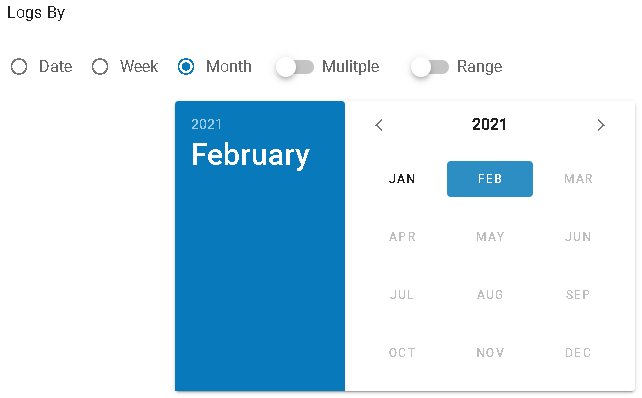 Logs By
Date Week Month Mulitple Range
2021
February
2021
JAN FEB MAR
APR MAY JUN
JUL AUG SEP
OCT NOV DEC